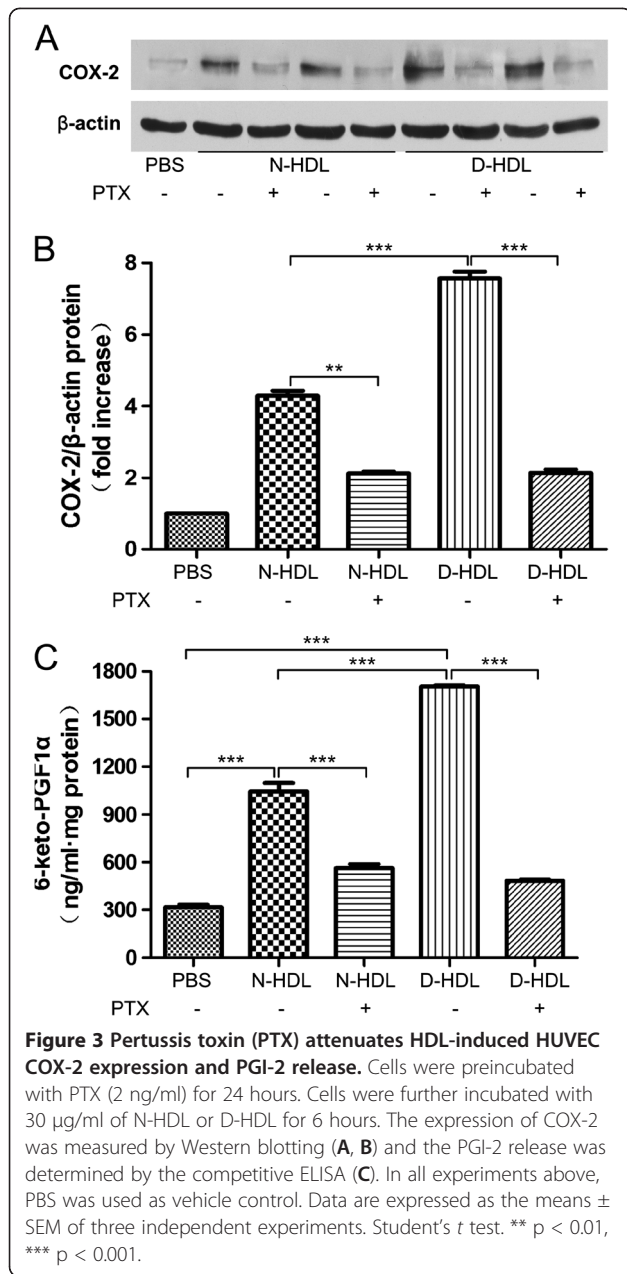 A
COX-2
β-actin
PBS N-HDL D-HDL
PTX - - + - + - + - +
B
COX-2/β-actin protein
（fold increase）
8
6
4
2
0
***
***
**
PBS N-HDL N-HDL D-HDL D-HDL
PTX - - + - +
C
6-keto-PGF1α
（ng/ml·mg protein）
1800
1500
1200
900
600
300
0
***
***
***
***
***
PBS N-HDL N-HDL D-HDL D-HDL
PTX - - + - +
Figure 3 Pertussis toxin (PTX) attenuates HDL-induced HUVEC
COX-2 expression and PGI-2 release. Cells were preincubated
with PTX (2 ng/ml) for 24 hours. Cells were further incubated with
30 μg/ml of N-HDL or D-HDL for 6 hours. The expression of COX-2
was measured by Western blotting (A, B) and the PGI-2 release was
determined by the competitive ELISA (C). In all experiments above,
PBS was used as vehicle control. Data are expressed as the means ±
SEM of three independent experiments. Student's t test. ** p < 0.01,
*** p < 0.001.